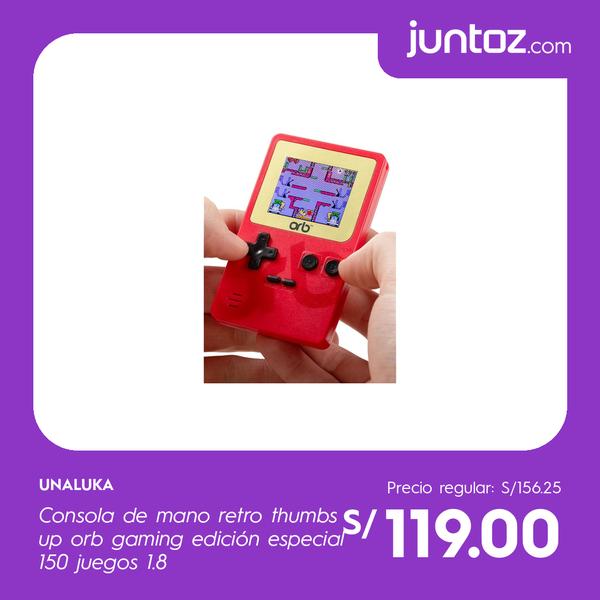 juntoz.com
orb
UNALUKA
Consola de mano retro thumbs
up orb gaming edición especial
150 juegos 1.8
Precio regular: S/156.25
S/119.00